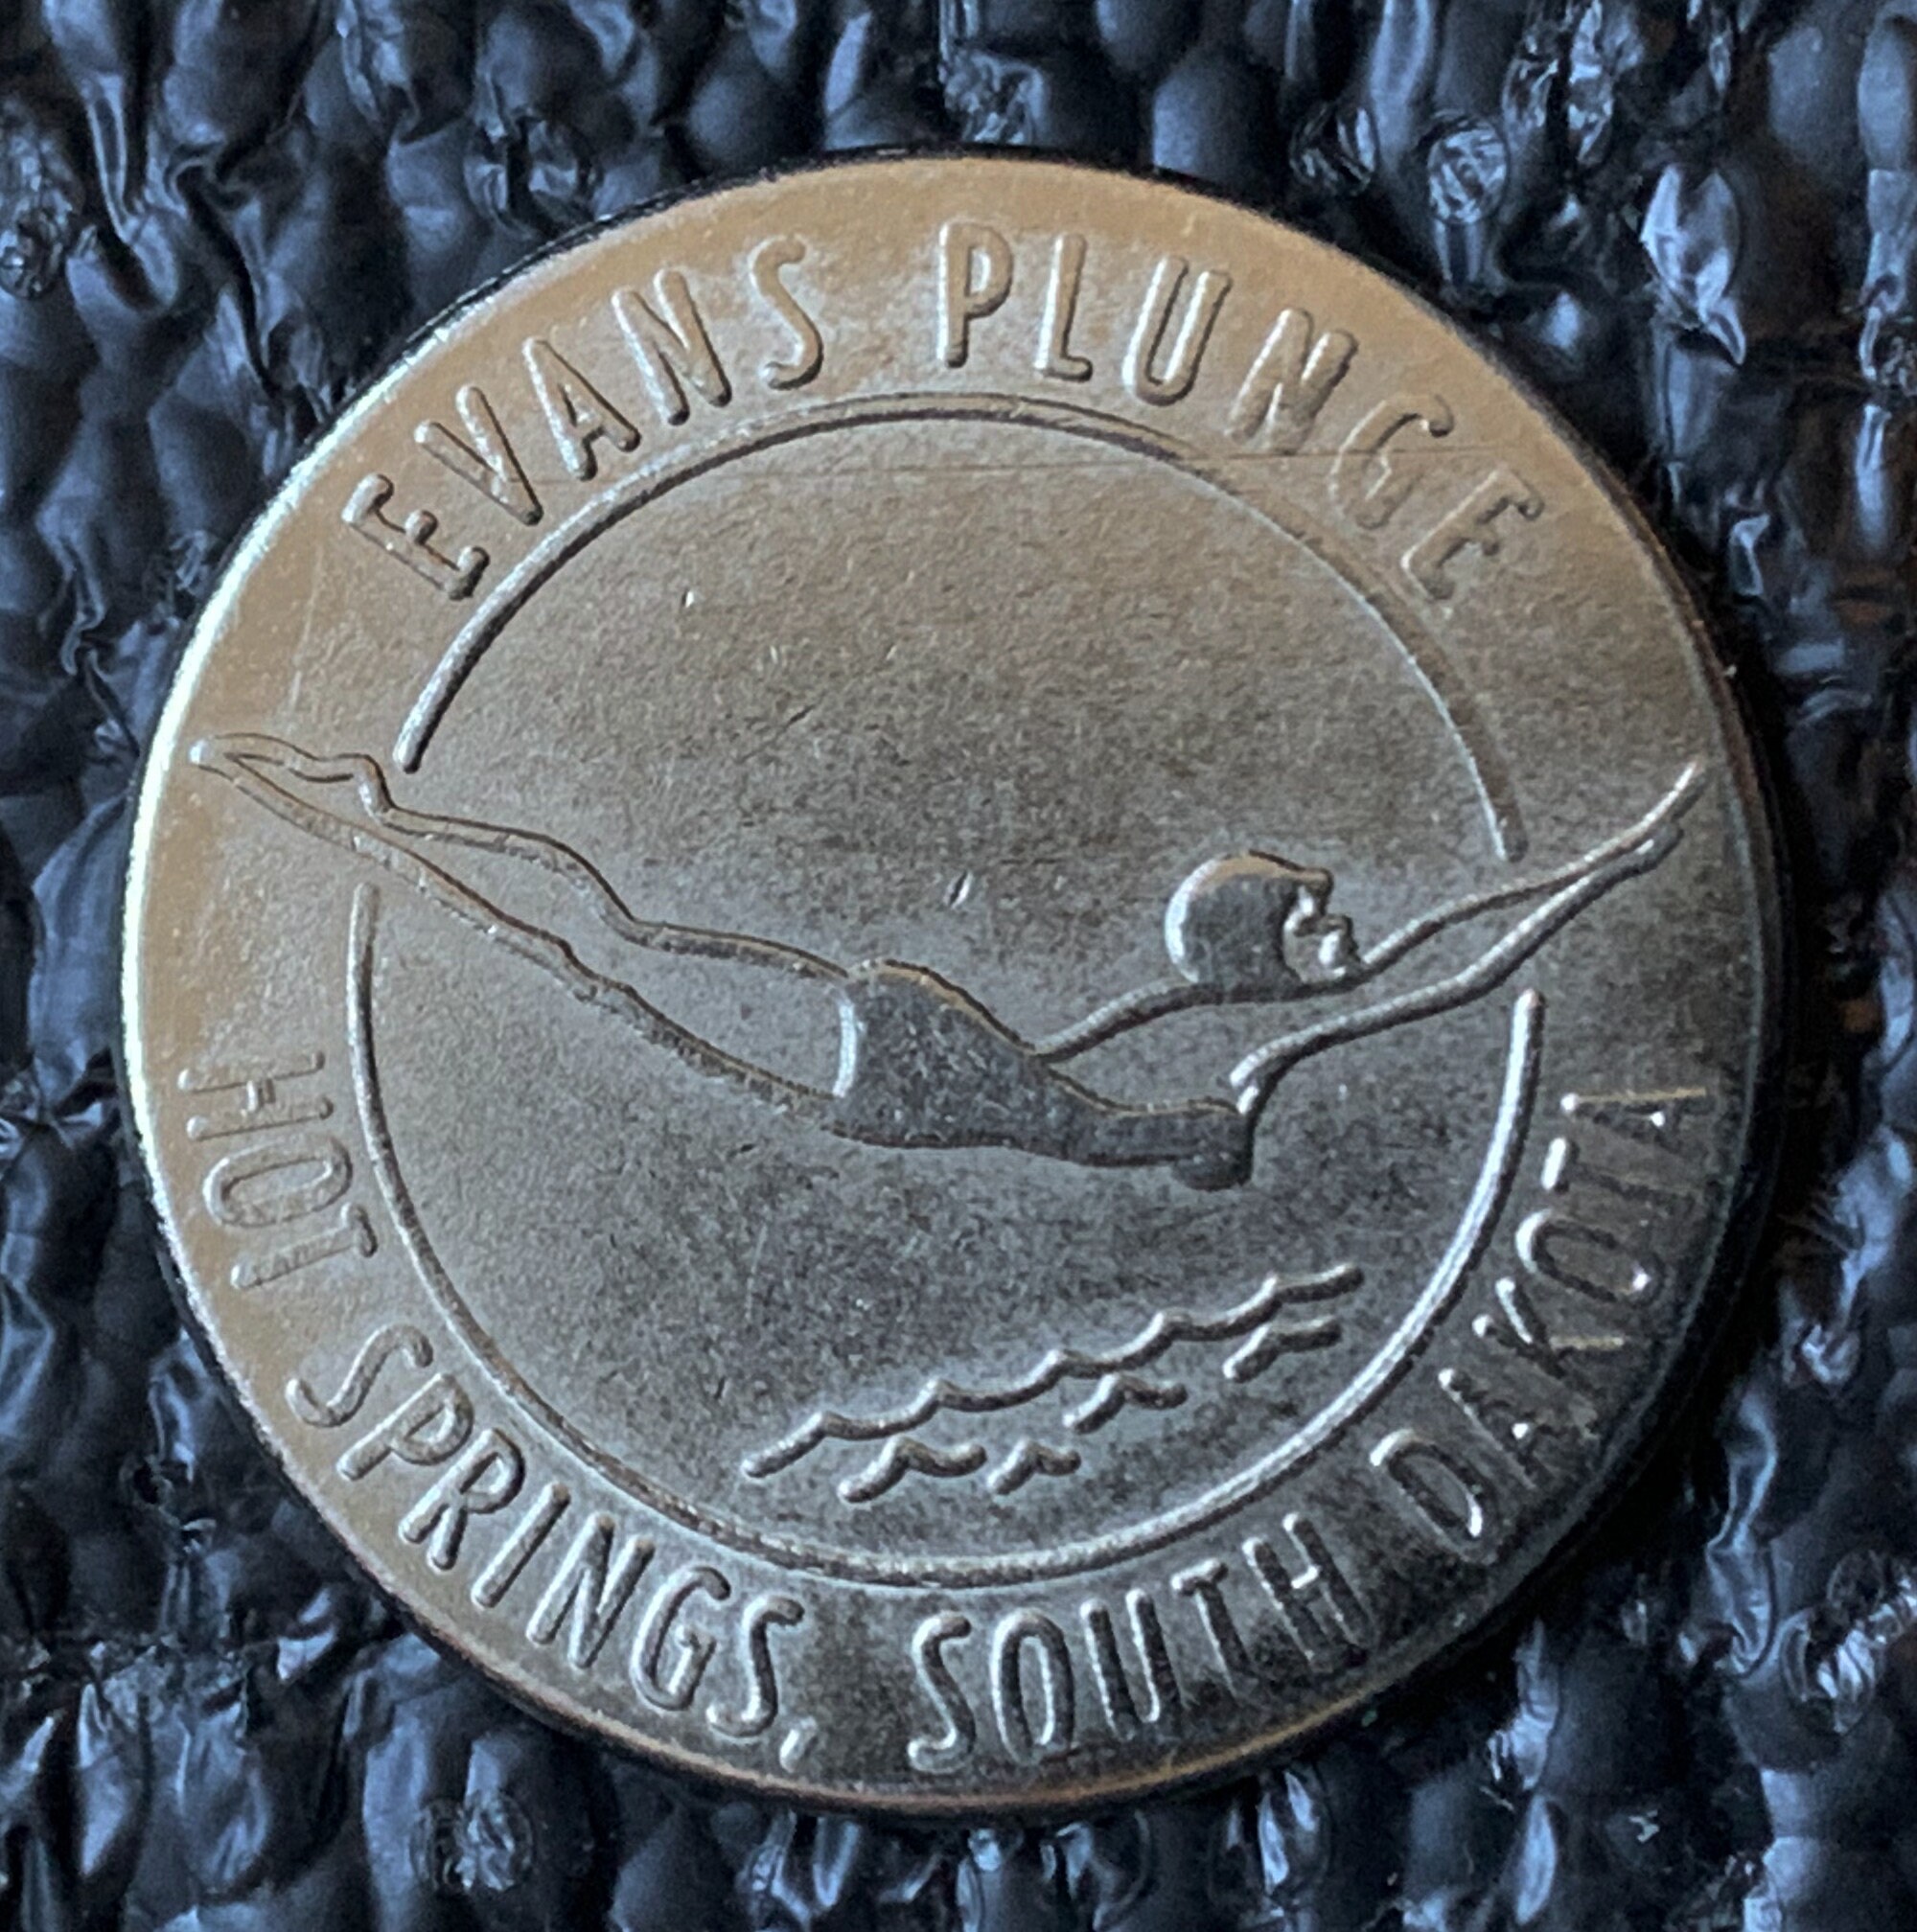 EVANS PLUNGE
HOT SPRINGS, SOUTH DAKOTA